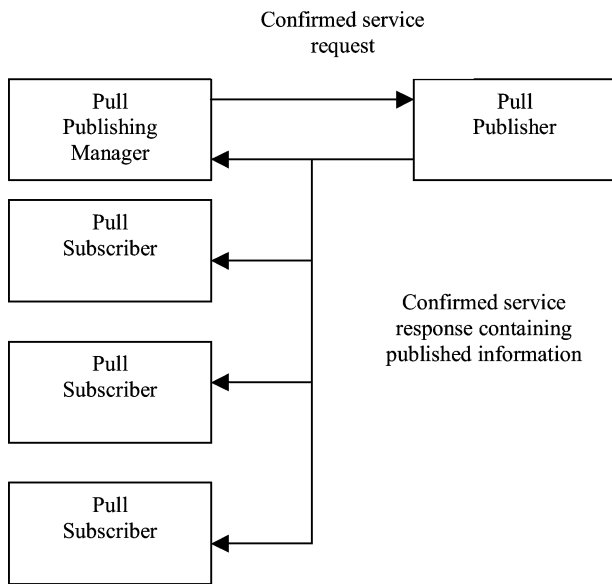 Confirmed service
request
Pull
Publishing
Manager
Pull
Publisher
Pull
Subscriber
Confirmed service
response containing
published information
Pull
Subscriber
Pull
Subscriber